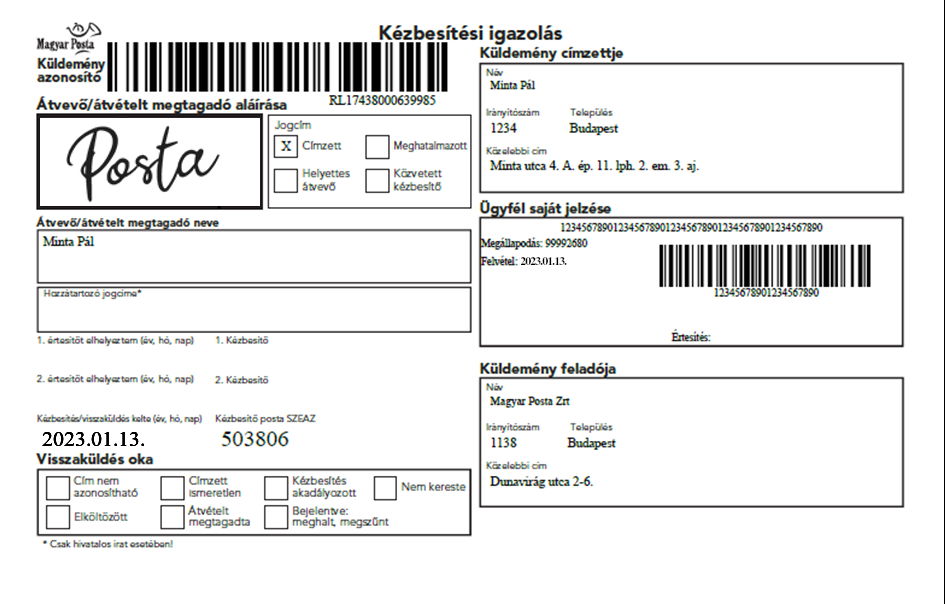 Magyar Posta
Kézbesítési igazolás
Küldemény
azonosító
RL17438000639985
Átvevő/átvételt megtagadó aláírása
Posta
Jogcím
X Címzett
Meghatalmazott
Helyettes
átvevő
Közvetett
kézbesítő
Átvevő/átvételt megtagadó neve
Minta Pál
Hozzátartozó jogcíme*
1. értesítőt elhelyeztem (év, hó, nap) 1. Kézbesítő
2. értesítőt elhelyeztem (év, hó, nap) 2. Kézbesítő
Kézbesítés/visszaküldés kelte (év, hó, nap) Kézbesítő posta SZEAZ
2023.01.13. 503806
Visszaküldés oka
Cím nem
azonosítható
Címzett
ismeretlen
Kézbesítés
akadályozott
Nem kereste
Elköltözött
Átvételt
megtagadta
Bejelentve:
meghalt, megszűnt
* Csak hivatalos irat esetében!
Küldemény címzettje
Név
Minta Pál
Irányítószám Település
1234 Budapest
Közelebbi cím
Minta utca 4. A. ép. 11. lph. 2. em. 3. aj.
Ügyfél saját jelzése
1234567890123456789012345678901234567890
Megállapodás: 99992680
Felvétel: 2023.01.13.
12345678901234567890
Értesítés:
Küldemény feladója
Név
Magyar Posta Zrt
Irányítószám Település
1138 Budapest
Közelebbi cím
Dunavirág utca 2-6.